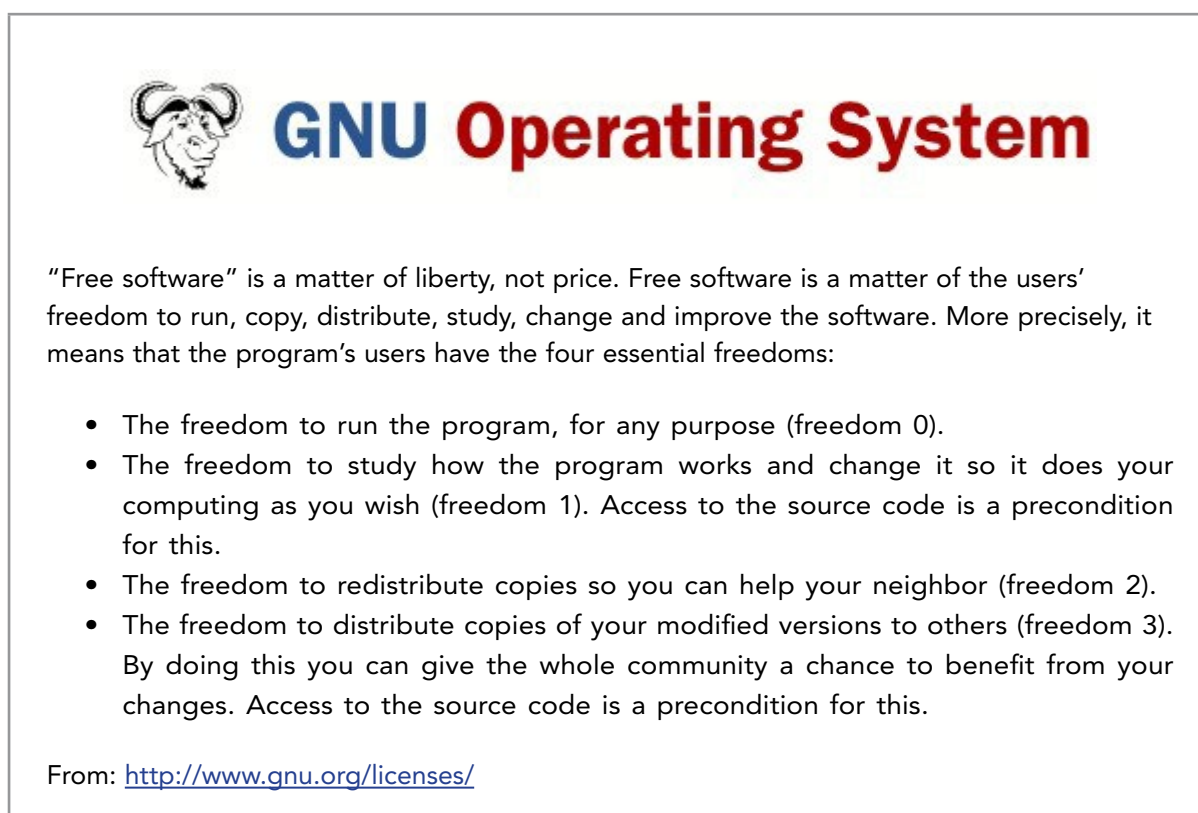 GNU Operating System
“Free software” is a matter of liberty, not price. Free software is a matter of the users’
freedom to run, copy, distribute, study, change and improve the software. More precisely, it
means that the program’s users have the four essential freedoms:
• The freedom to run the program, for any purpose (freedom 0).
• The freedom to study how the program works and change it so it does your
computing as you wish (freedom 1). Access to the source code is a precondition
for this.
• The freedom to redistribute copies so you can help your neighbor (freedom 2).
• The freedom to distribute copies of your modified versions to others (freedom 3).
By doing this you can give the whole community a chance to benefit from your
changes. Access to the source code is a precondition for this.
From: http://www.gnu.org/licenses/